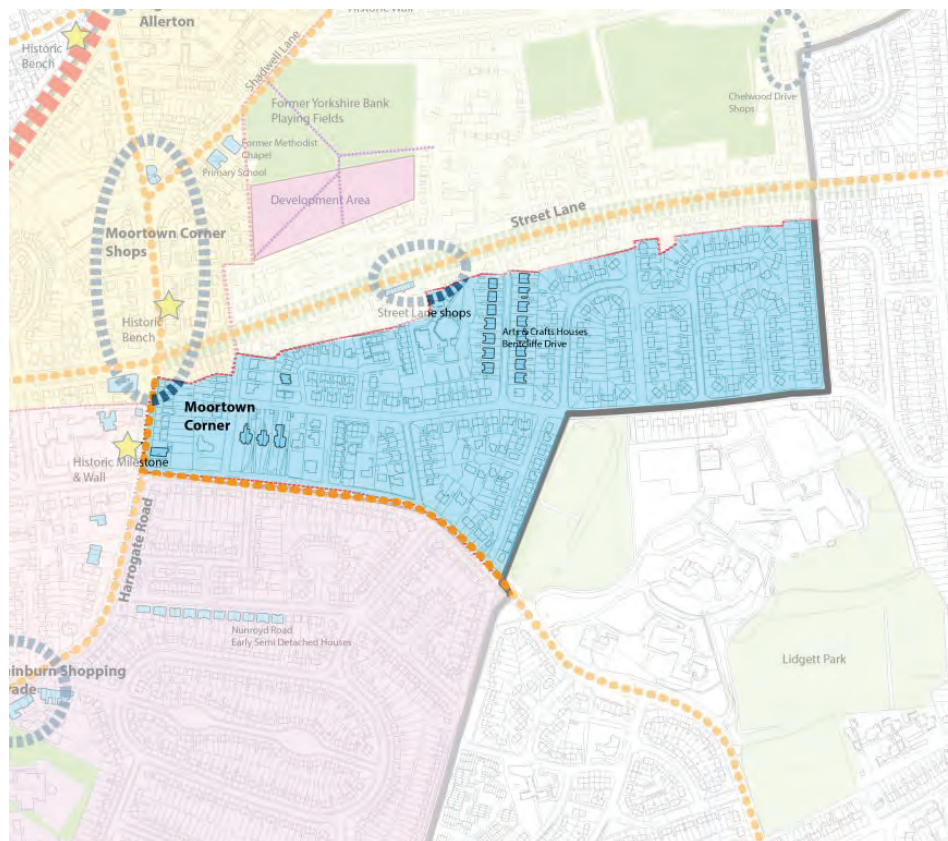 Allerton
Historic
Bench
Shadwell Lane
Former Yorkshire Bank
Playing Fields
Chelwood Drive
Shops
Former Methodist
Chapel
Primary School
Development Area
Street Lane
Moortown Corner
Shops
Historic
Bench
Street Lane shops
Arts & Crafts Houses
Bentcliffe Drive
Moortown
Corner
Historic Milestone
& Wall
Harrogate Road
Nunroyd Road
Early Semi Detached Houses
Lidgett Park
inburn Shopping
ade